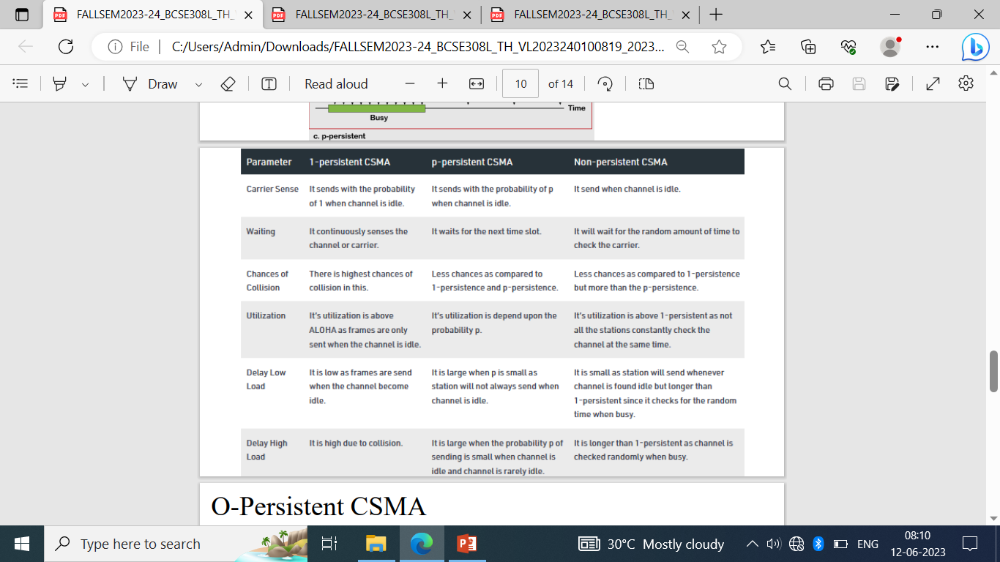 FALLSEM2023-24_BCSE308L_TH_
FALLSEM2023-24_BCSE308L_TH_
FALLSEM2023-24_BCSE308L_TH_
File
C:/Users/Admin/Downloads/FALLSEM2023-24_BCSE308L_TH_VL2023240100819_2023...
Draw
Read aloud
10 of 14
Time
Busy
c. p-persistent
Parameter 1-persistent CSMA p-persistent CSMA Non-persistent CSMA
Carrier Sense It sends with the probability It sends with the probability of p It send when channel is idle.
of 1 when channel is idle. when channel is idle.
Waiting It continuously senses the It waits for the next time slot. It will wait for the random amount of time to
channel or carrier. check the carrier.
Chances of There is highest chances of Less chances as compared to Less chances as compared to 1-persistence
Collision collision in this. 1-persistence and p-persistence. but more than the p-persistence.
Utilization It's utilization is above It's utilization is depend upon the It's utilization is above 1-persistent as not
ALOHA as frames are only probability p. all the stations constantly check the
sent when the channel is idle. channel at the same time.
Delay Low It is low as frames are send It is large when p is small as It is small as station will send whenever
Load when the channel become station will not always send when channel is found idle but longer than
idle. channel is idle. 1-persistent since it checks for the random
time when busy.
Delay High It is high due to collision. It is large when the probability p of It is longer than 1-persistent as channel is
Load sending is small when channel is checked randomly when busy.
idle and channel is rarely idle.
O-Persistent CSMA
Type here to search
30°C Mostly cloudy
ENG
08:10
12-06-2023